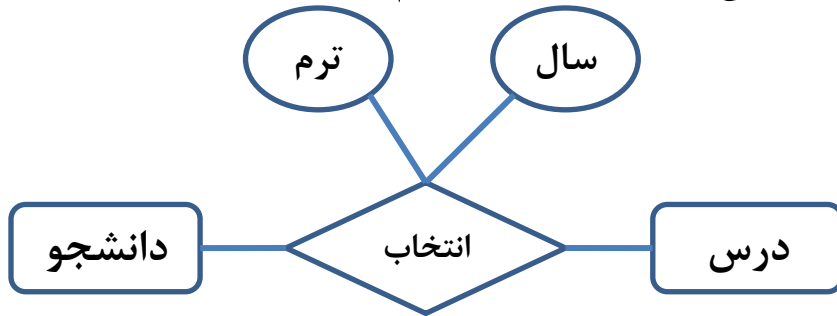 سال
ترم
درس
انتخاب
دانشجو